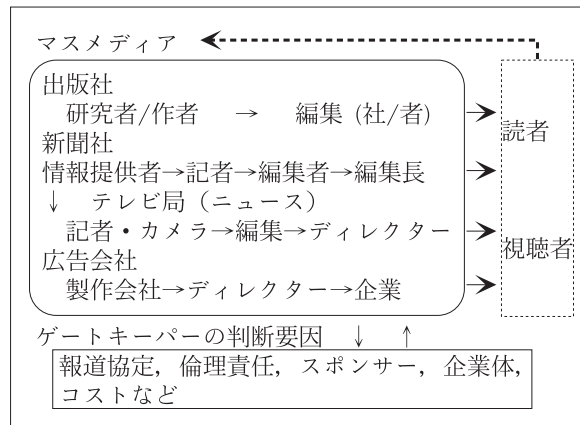 マスメディア
出版社
研究者/作者 → 編集 (社/者)
新聞社
情報提供者→記者→編集者→編集長
↓ テレビ局（ニュース）
記者・カメラ→編集→ディレクター
広告会社
製作会社→ディレクター→企業
読者
視聴者
ゲートキーパーの判断要因 ↓ ↑
報道協定，倫理責任，スポンサー，企業体，
コストなど